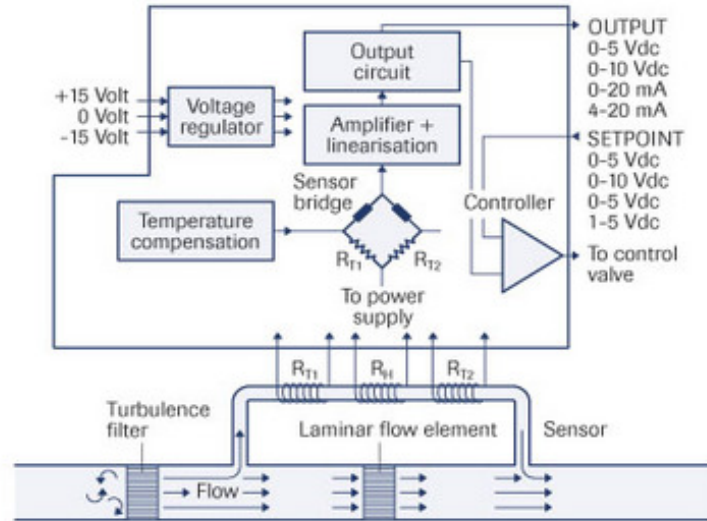 OUTPUT
0-5 Vdc
0-10 Vdc
0-20 mA
4-20 mA
Output
circuit
+15 Volt
0 Volt
-15 Volt
Voltage
regulator
Amplifier +
linearisation
SETPOINT
0-5 Vdc
0-10 Vdc
0-5 Vdc
1-5 Vdc
Sensor
bridge
Controller
Temperature
compensation
RT1
RT2
To control
valve
To power
supply
RT1
RH
RT2
Turbulence
filter
Laminar flow element
Sensor
Flow